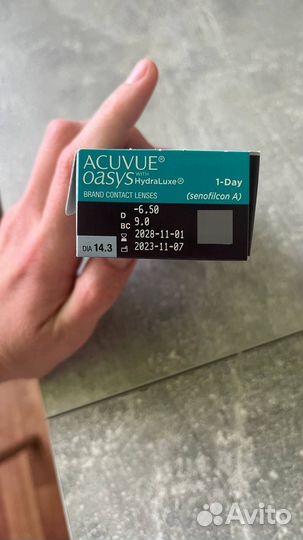 ACUVUE®
OASYS WITH HydraLuxe® 1-Day
BRAND CONTACT LENSES (senofilcon A)
D -6.50
BC 9.0
2028-11-01
DIA 14.3 2023-11-07
Avito